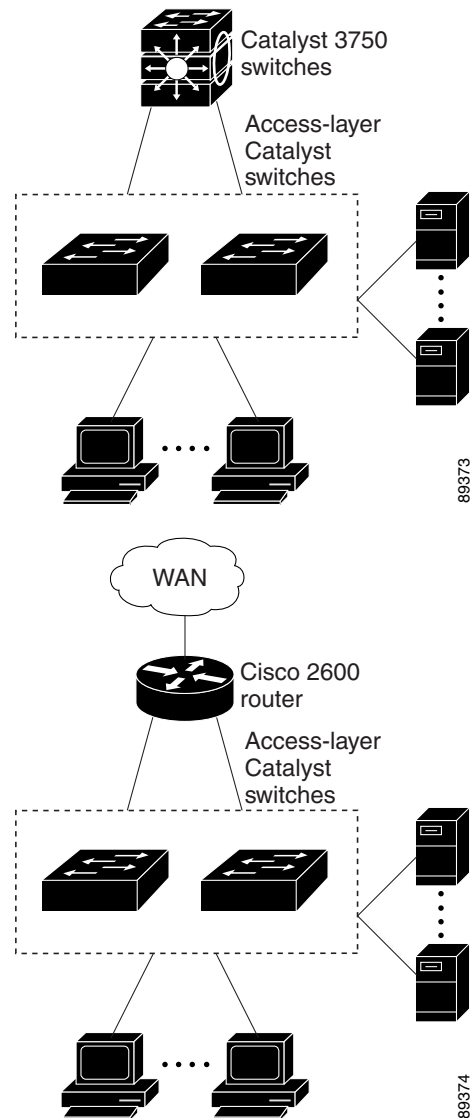 Catalyst 3750
switches
Access-layer
Catalyst
switches
89373
WAN
Cisco 2600
router
Access-layer
Catalyst
switches
89374